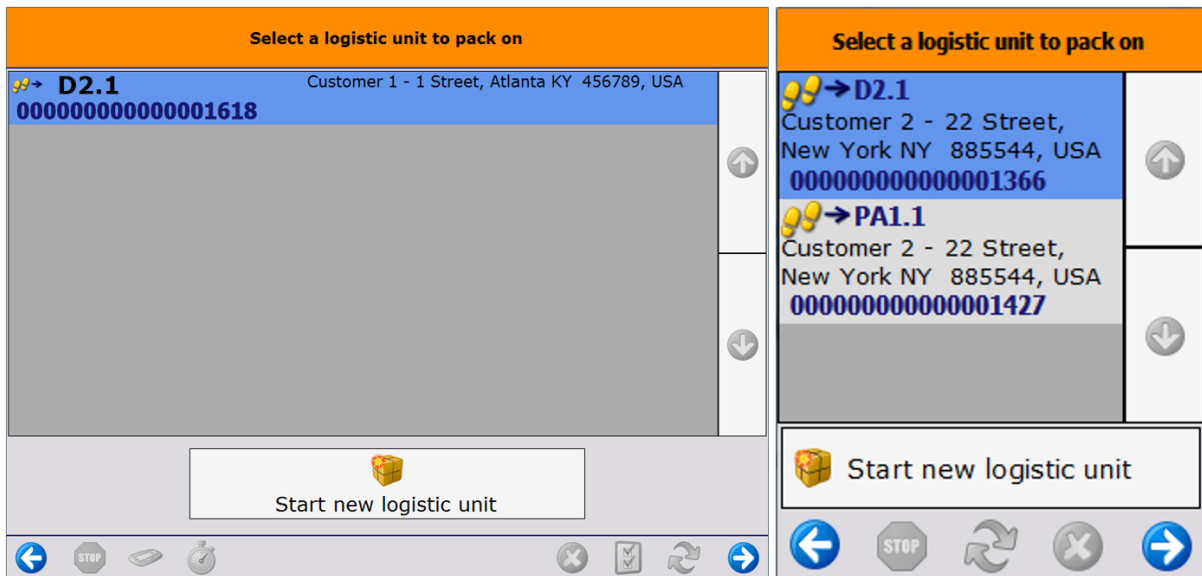 Select a logistic unit to pack on
D2.1 Customer 1 - 1 Street, Atlanta KY 456789, USA
000000000000001618
Start new logistic unit
STOP
Select a logistic unit to pack on
D2.1
Customer 2 - 22 Street,
New York NY 885544, USA
000000000000001366
PA1.1
Customer 2 - 22 Street,
New York NY 885544, USA
000000000000001427
Start new logistic unit
STOP